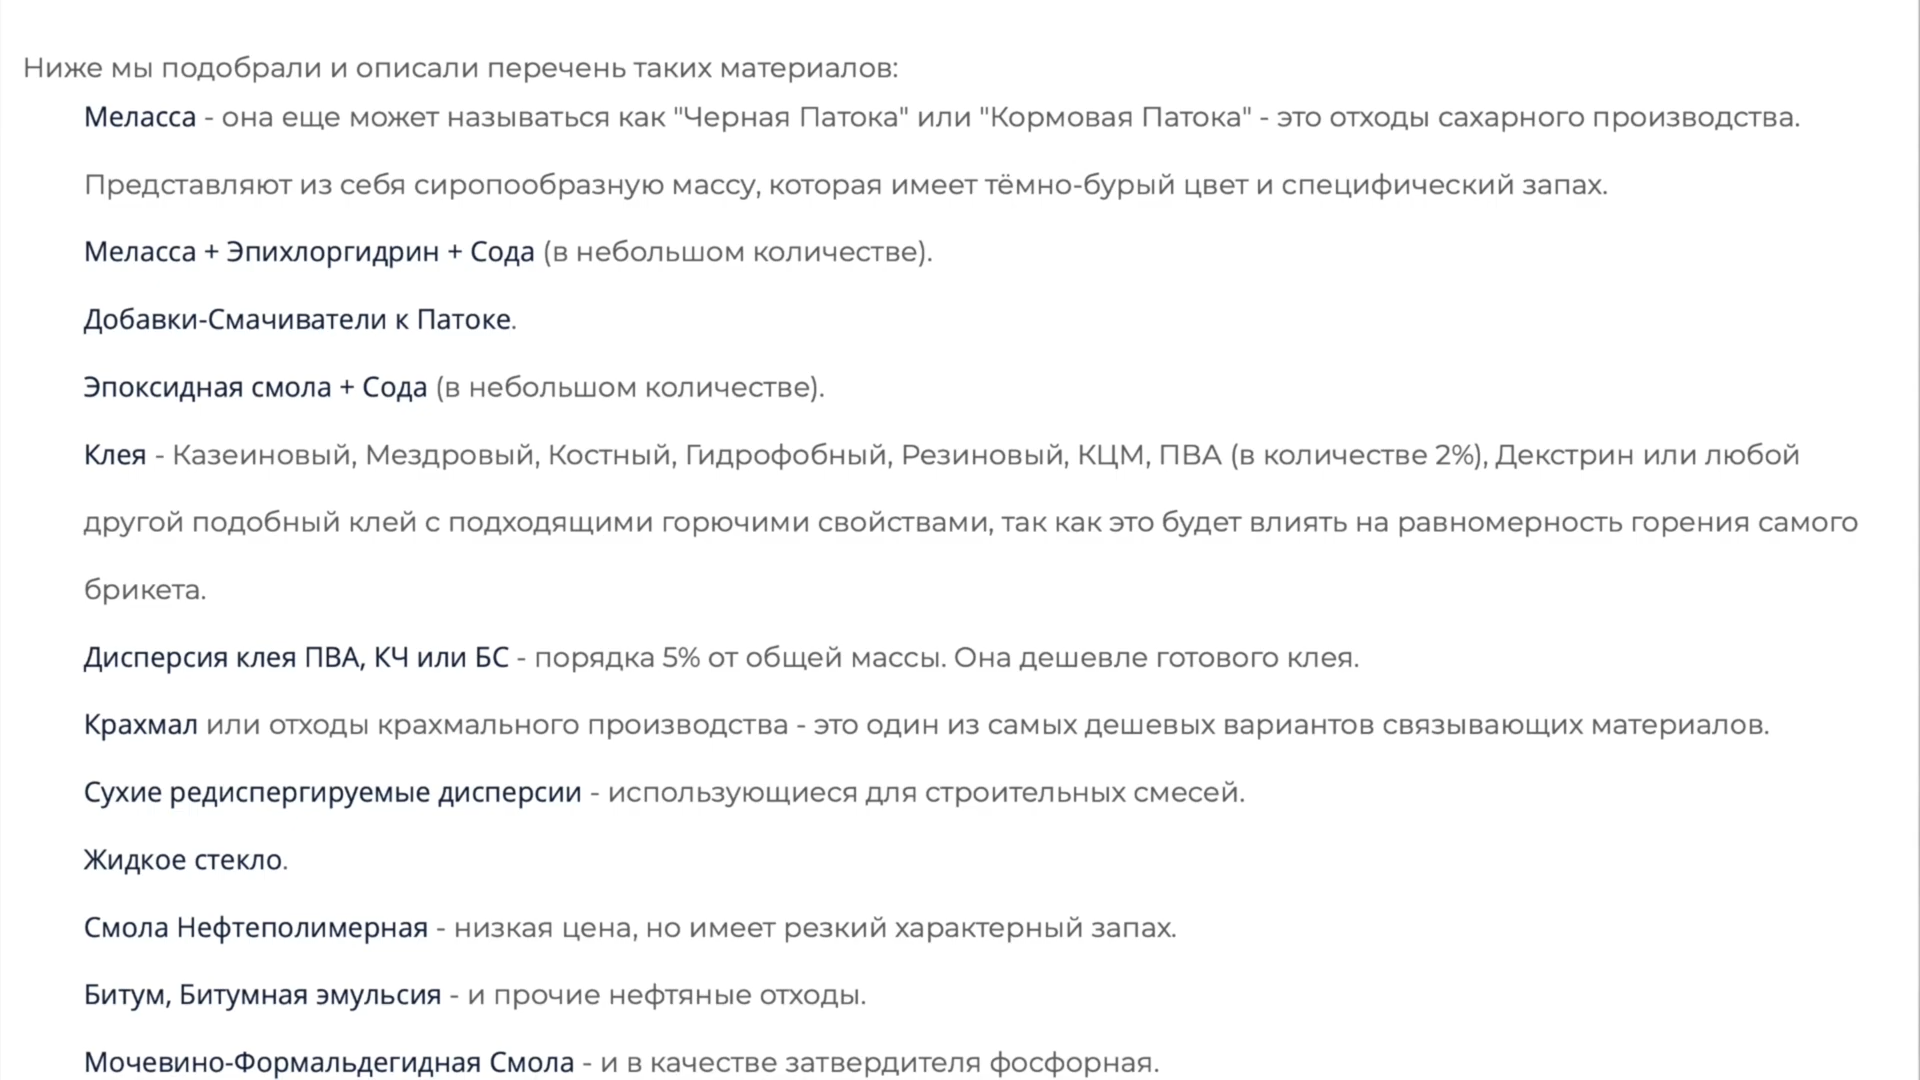 Ниже мы подобрали и описали перечень таких материалов:
Меласса - она еще может называться как "Черная Патока" или "Кормовая Патока" - это отходы сахарного производства.
Представляют из себя сиропообразную массу, которая имеет тёмно-бурый цвет и специфический запах.
Меласса + Эпихлоргидрин + Сода (в небольшом количестве).
Добавки-Смачиватели к Патоке.
Эпоксидная смола + Сода (в небольшом количестве).
Клея - Казеиновый, Мездровый, Костный, Гидрофобный, Резиновый, КЦМ, ПВА (в количестве 2%), Декстрин или любой
другой подобный клей с подходящими горючими свойствами, так как это будет влиять на равномерность горения самого
брикета.
Дисперсия клея ПВА, КЧ или БС - порядка 5% от общей массы. Она дешевле готового клея.
Крахмал или отходы крахмального производства - это один из самых дешевых вариантов связывающих материалов.
Сухие редиспергируемые дисперсии - использующиеся для строительных смесей.
Жидкое стекло.
Смола Нефтеполимерная - низкая цена, но имеет резкий характерный запах.
Битум, Битумная эмульсия - и прочие нефтяные отходы.
Мочевино-Формальдегидная Смола - и в качестве затвердителя фосфорная.